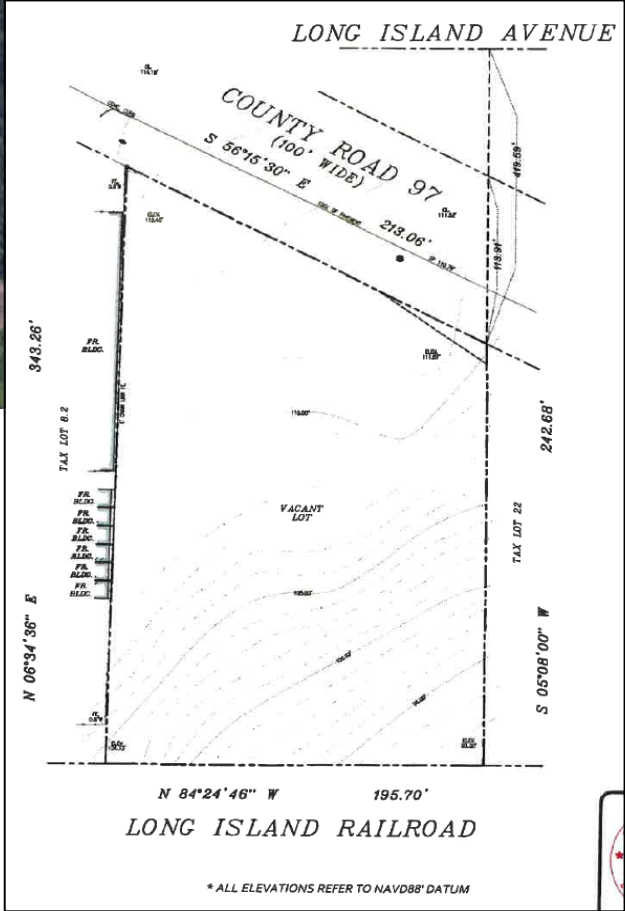 LONG ISLAND AVENUE
COUNTY ROAD 97
(100' WIDE)
S 56°15'30" E
213.06'
419.59'
113.91'
343.26'
FR. BLDG.
TAX LOT 8.2
242.68'
VACANT
LOT
TAX LOT 22
FR. BLDG.
FR. BLDG.
FR. BLDG.
FR. BLDG.
FR. BLDG.
FR. BLDG.
N 06°34'36" E
S 05°08'00" W
N 84°24'46" W 195.70'
LONG ISLAND RAILROAD
* ALL ELEVATIONS REFER TO NAVD88' DATUM